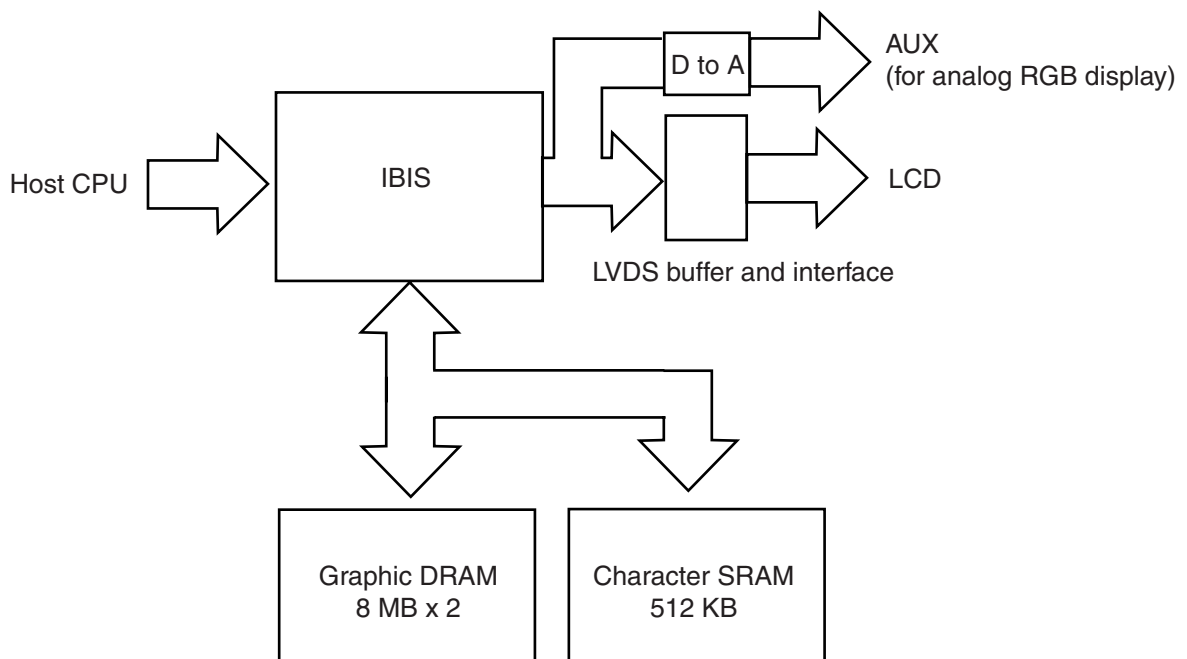 AUX
(for analog RGB display)
D to A
Host CPU
IBIS
LCD
LVDS buffer and interface
Graphic DRAM
8 MB x 2
Character SRAM
512 KB